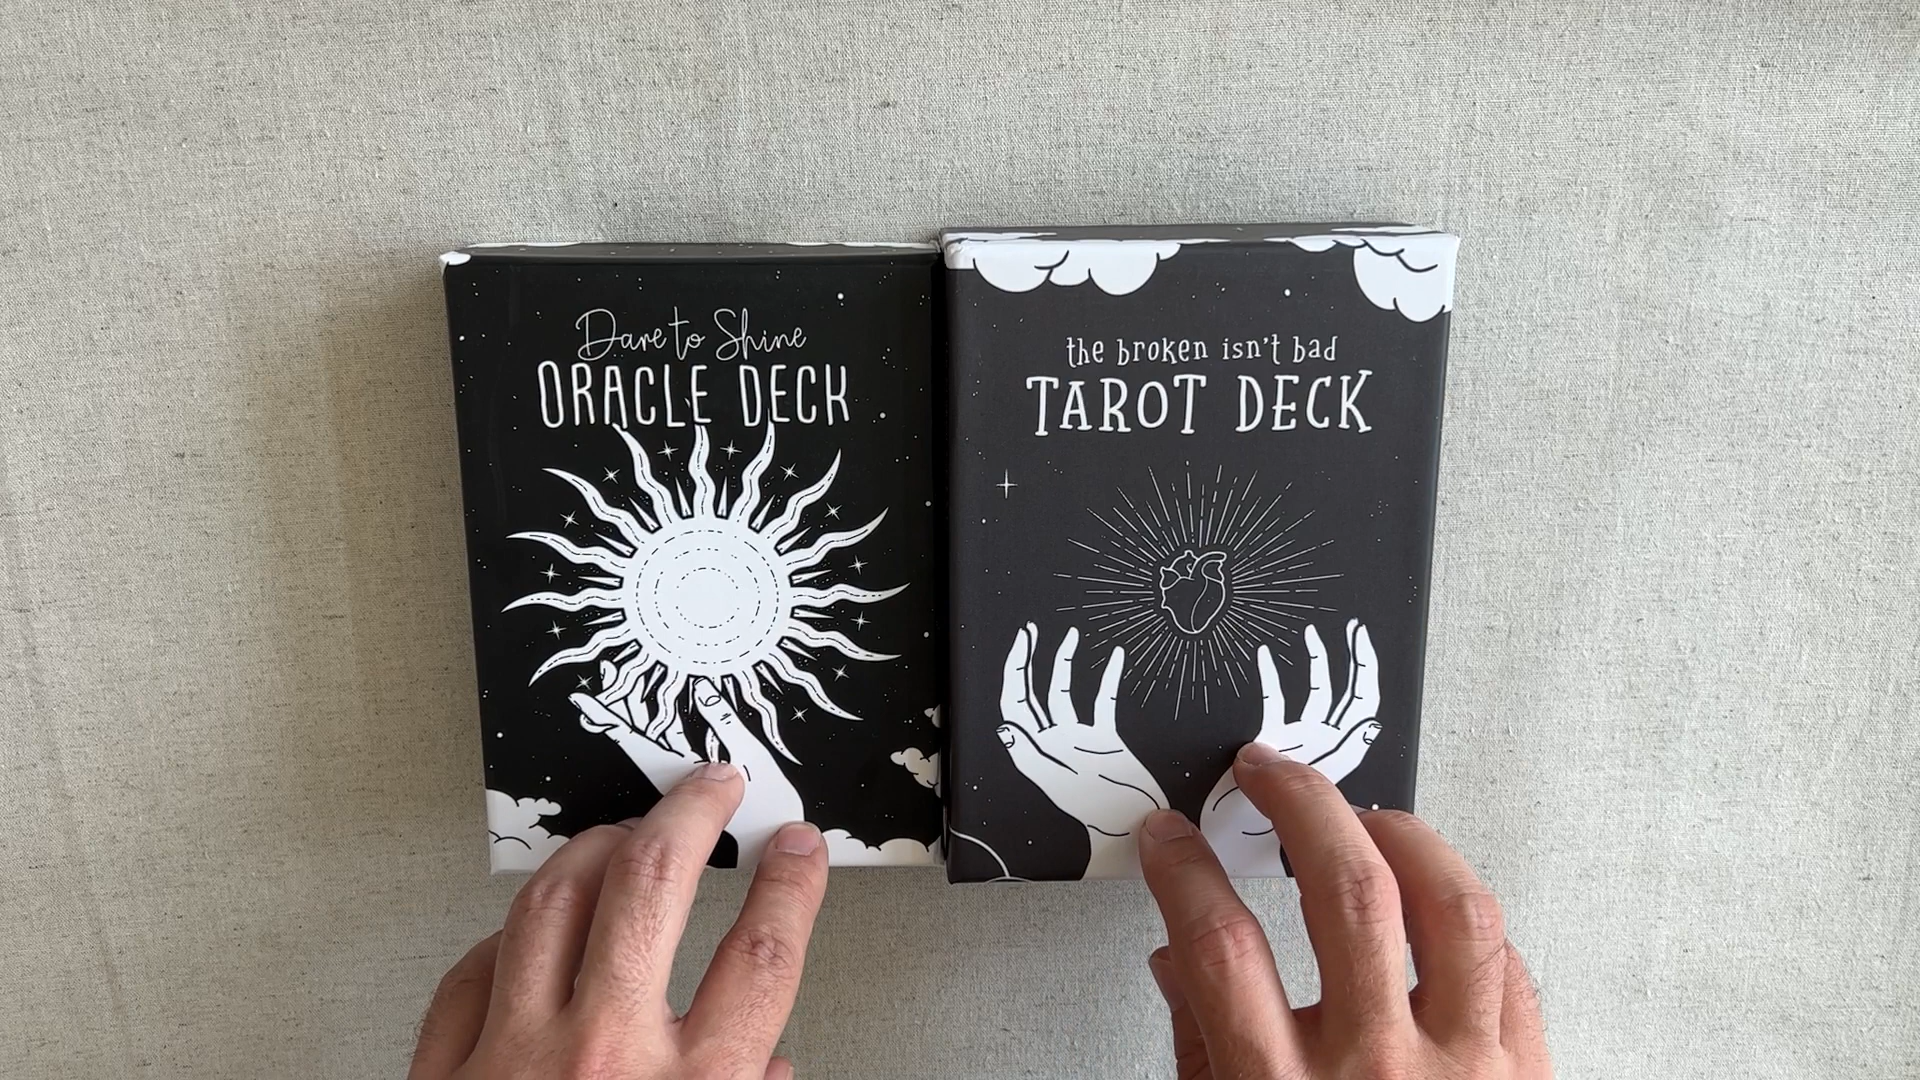 Dare to Shine
ORACLE DECK
the broken isn't bad
TAROT DECK